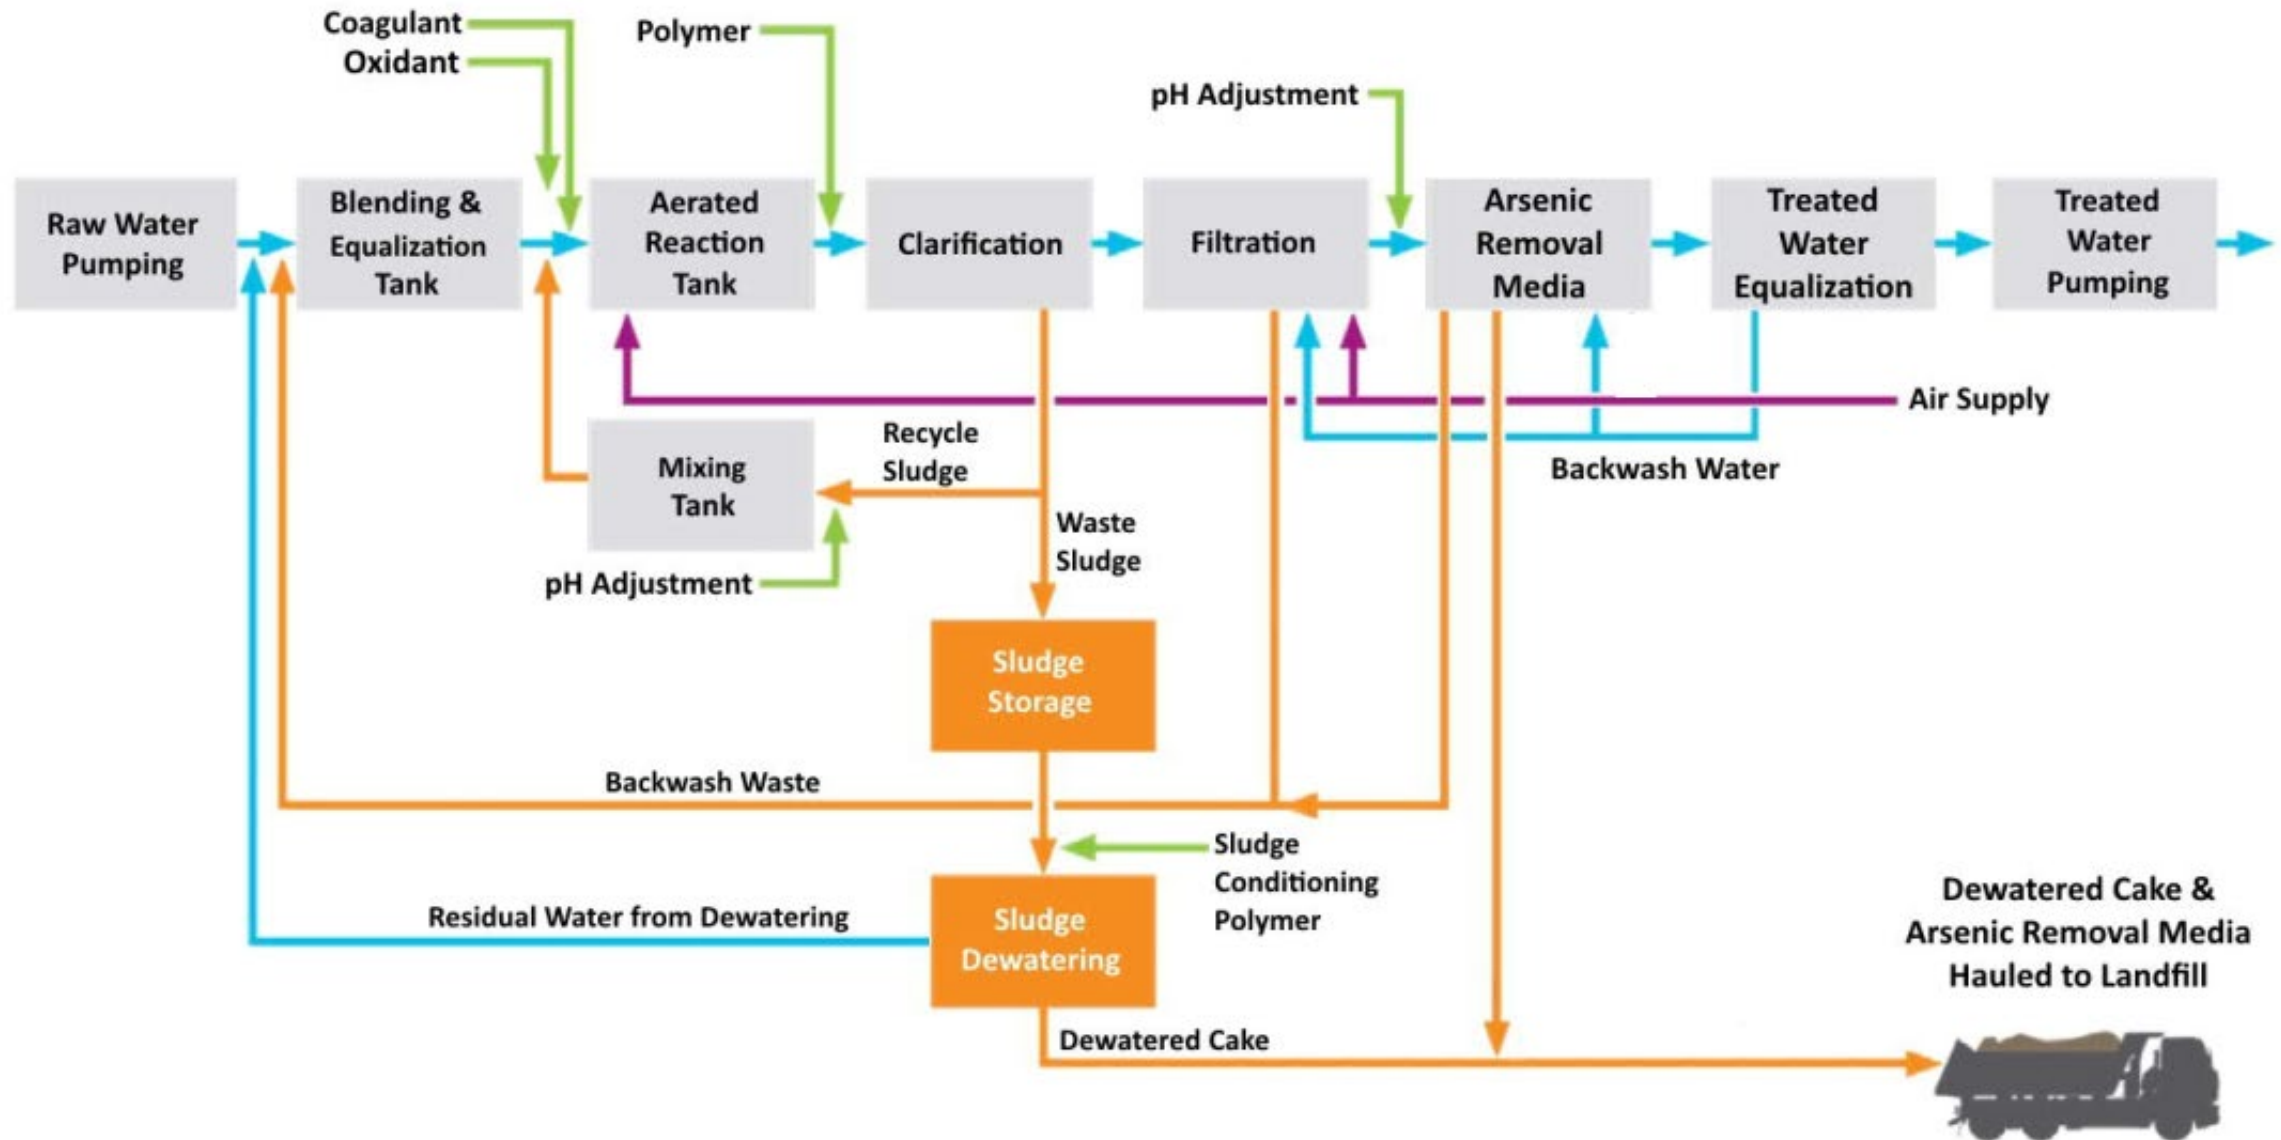 Coagulant
Oxidant
Polymer
pH Adjustment
Raw Water
Pumping
Blending &
Equalization
Tank
Aerated
Reaction
Tank
Clarification
Filtration
Arsenic
Removal
Media
Treated
Water
Equalization
Treated
Water
Pumping
Air Supply
Backwash Water
Recycle
Sludge
Mixing
Tank
Waste
Sludge
pH Adjustment
Sludge
Storage
Backwash Waste
Sludge
Conditioning
Polymer
Residual Water from Dewatering
Sludge
Dewatering
Dewatered Cake &
Arsenic Removal Media
Hauled to Landfill
Dewatered Cake